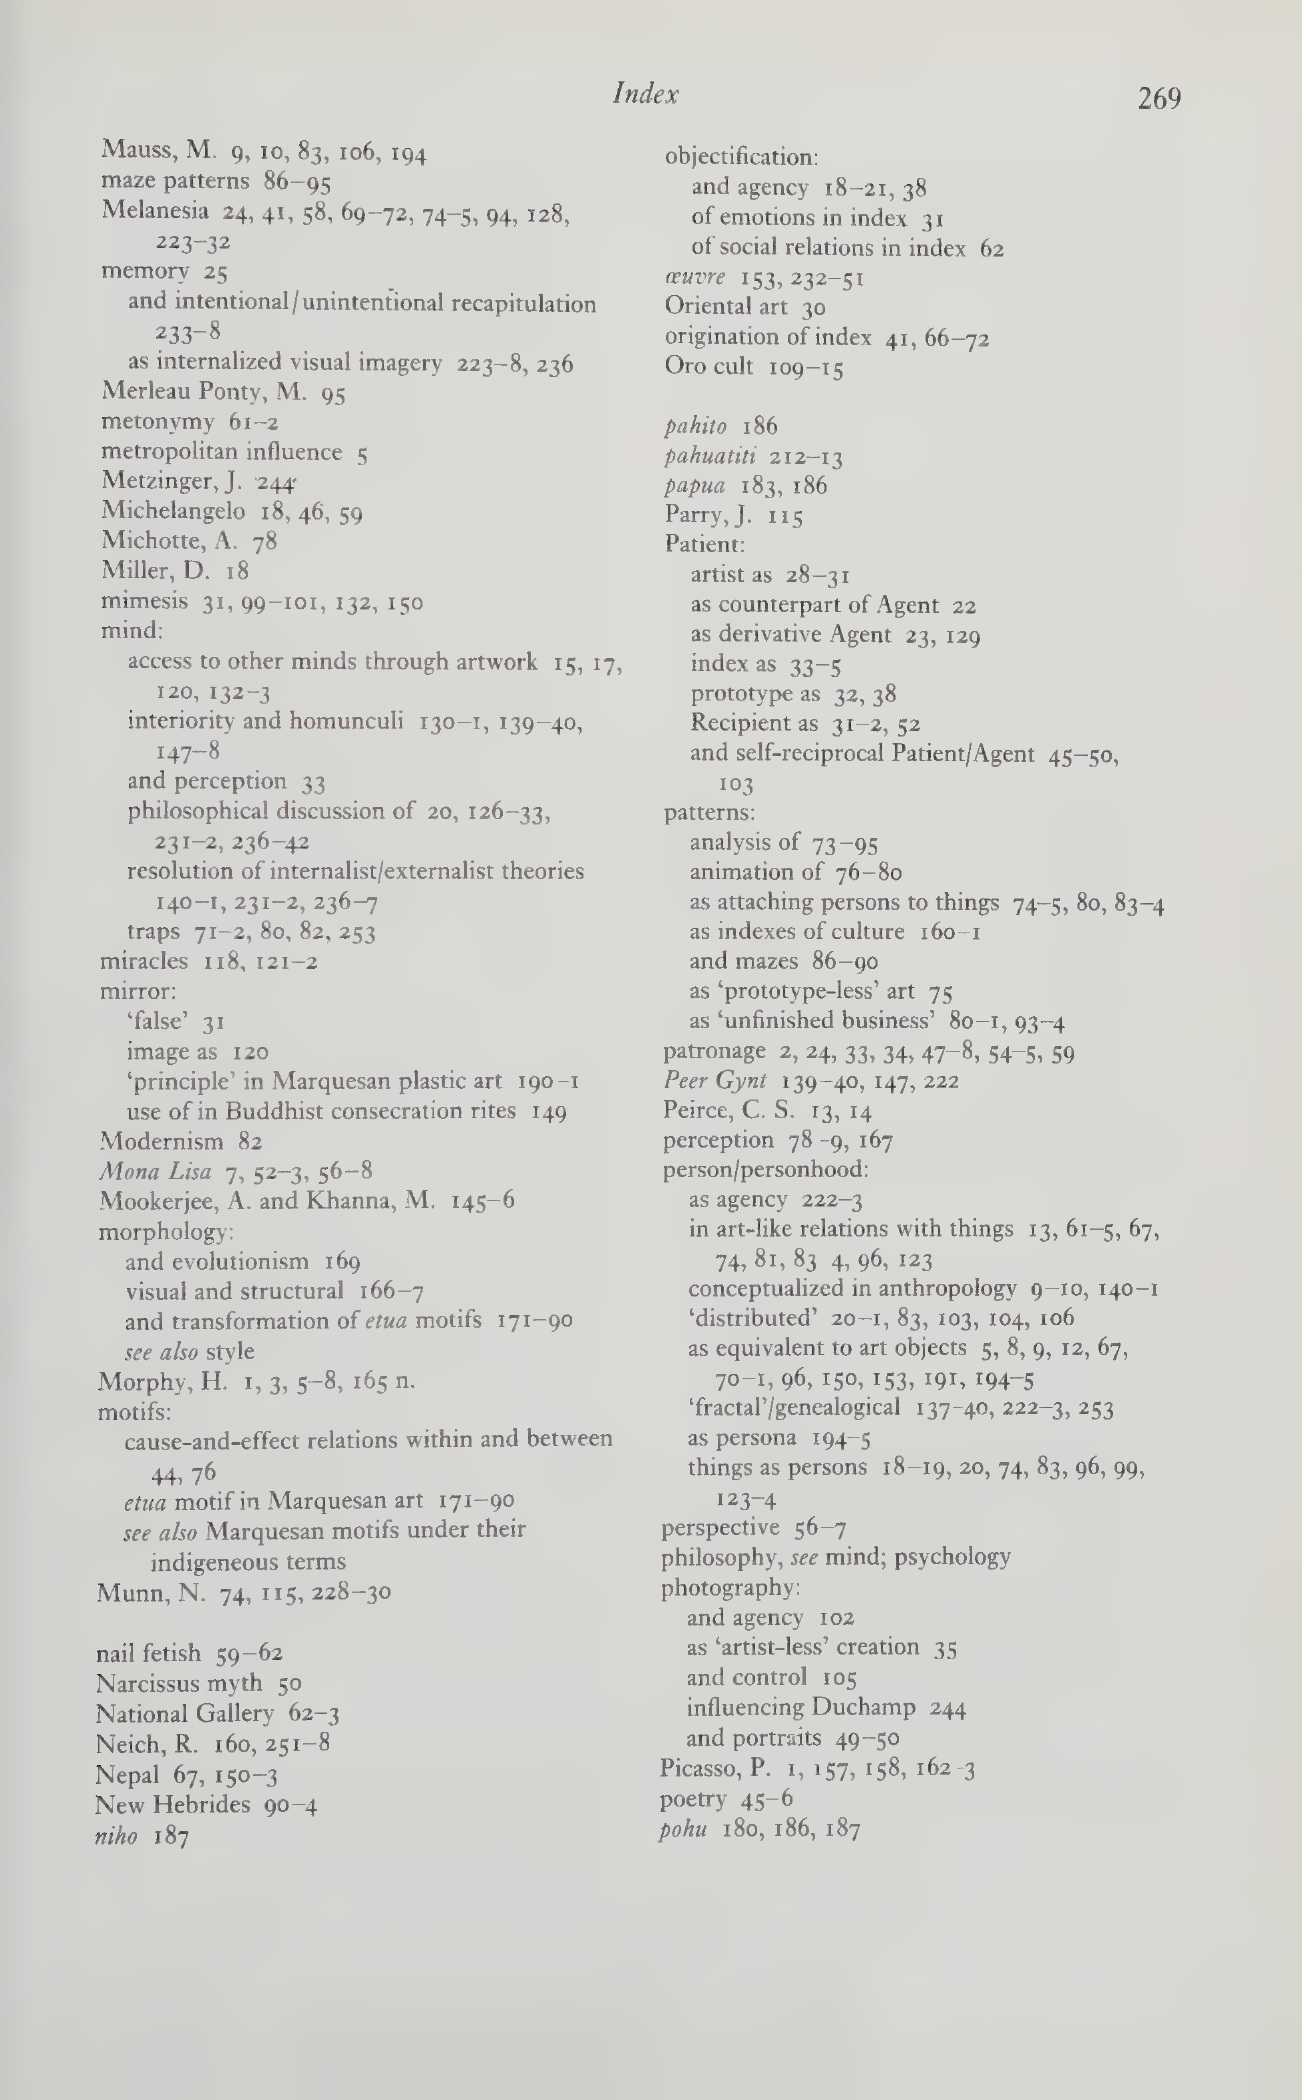 Index
269
Mauss, M. 9, 10, 83, 106, 194
maze patterns 86–95
Melanesia 24, 41, 58, 69–72, 74–5, 94, 128,
223–32
memory 25
and intentional/unintentional recapitulation
233–8
as internalized visual imagery 223–8, 236
Merleau Ponty, M. 95
metonymy 61–2
metropolitan influence 5
Metzinger, J. 244
Michelangelo 18, 46, 59
Michotte, A. 78
Miller, D. 18
mimesis 31, 99–101, 132, 150
mind:
access to other minds through artwork 15, 17,
120, 132–3
interiority and homunculi 130–1, 139–40,
147–8
and perception 33
philosophical discussion of 20, 126–33,
231–2, 236–42
resolution of internalist/externalist theories
140–1, 231–2, 236–7
traps 71–2, 80, 82, 253
miracles 118, 121–2
mirror:
‘false’ 31
image as 120
‘principle’ in Marquesan plastic art 190–1
use of in Buddhist consecration rites 149
Modernism 82
Mona Lisa 7, 52–3, 56–8
Mookerjee, A. and Khanna, M. 145–6
morphology:
and evolutionism 169
visual and structural 166–7
and transformation of etua motifs 171–90
see also style
Morphy, H. 1, 3, 5–8, 165 n.
motifs:
cause-and-effect relations within and between
44, 76
etua motif in Marquesan art 171–90
see also Marquesan motifs under their
indigeneous terms
Munn, N. 74, 115, 228–30
nail fetish 59–62
Narcissus myth 50
National Gallery 62–3
Neich, R. 160, 251–8
Nepal 67, 150–3
New Hebrides 90–4
niho 187
objectification:
and agency 18–21, 38
of emotions in index 31
of social relations in index 62
œuvre 153, 232–51
Oriental art 30
origination of index 41, 66–72
Oro cult 109–15
pahito 186
pahuatiti 212–13
papua 183, 186
Parry, J. 115
Patient:
artist as 28–31
as counterpart of Agent 22
as derivative Agent 23, 129
index as 33–5
prototype as 32, 38
Recipient as 31–2, 52
and self-reciprocal Patient/Agent 45–50,
103
patterns:
analysis of 73–95
animation of 76–80
as attaching persons to things 74–5, 80, 83–4
as indexes of culture 160–1
and mazes 86–90
as ‘prototype-less’ art 75
as ‘unfinished business’ 80–1, 93–4
patronage 2, 24, 33, 34, 47–8, 54–5, 59
Peer Gynt 139–40, 147, 222
Peirce, C. S. 13, 14
perception 78–9, 167
person/personhood:
as agency 222–3
in art-like relations with things 13, 61–5, 67,
74, 81, 83–4, 96, 123
conceptualized in anthropology 9–10, 140–1
‘distributed’ 20–1, 83, 103, 104, 106
as equivalent to art objects 5, 8, 9, 12, 67,
70–1, 96, 150, 153, 191, 194–5
‘fractal’/genealogical 137–40, 222–3, 253
as persona 194–5
things as persons 18–19, 20, 74, 83, 96, 99,
123–4
perspective 56–7
philosophy, see mind; psychology
photography:
and agency 102
as ‘artist-less’ creation 35
and control 105
influencing Duchamp 244
and portraits 49–50
Picasso, P. 1, 157, 158, 162–3
poetry 45–6
pohu 180, 186, 187